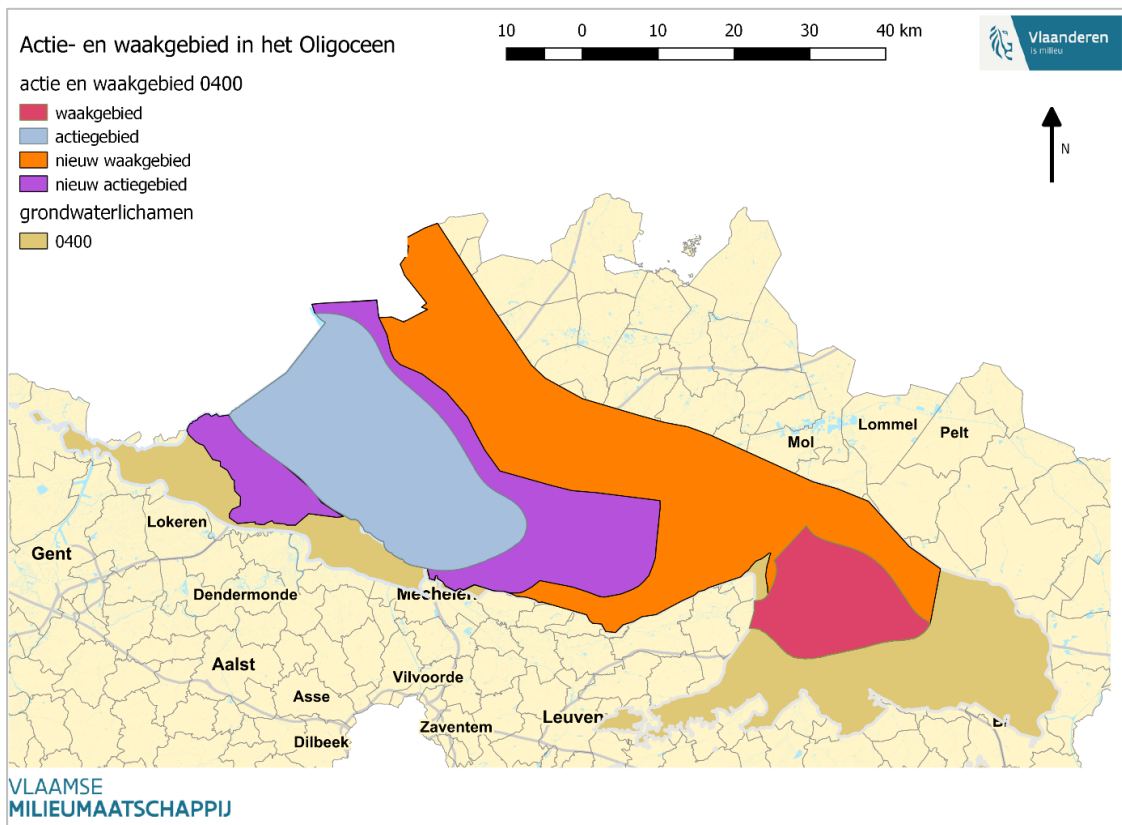 Actie- en waakgebied in het Oligoceen
10 0 10 20 30 40 km
Vlaanderen
is milieu
actie en waakgebied 0400
waakgebied
actiegebied
nieuw waakgebied
nieuw actiegebied
grondwaterlichamen
0400
N
Mol
Lommel
Pelt
Lokeren
Gent
Dendermonde
Aalst
Vilvoorde
Asse
Zaventem
Leuven
Dilbeek
VLAAMSE
MILIEUMAATSCHAPPIJ